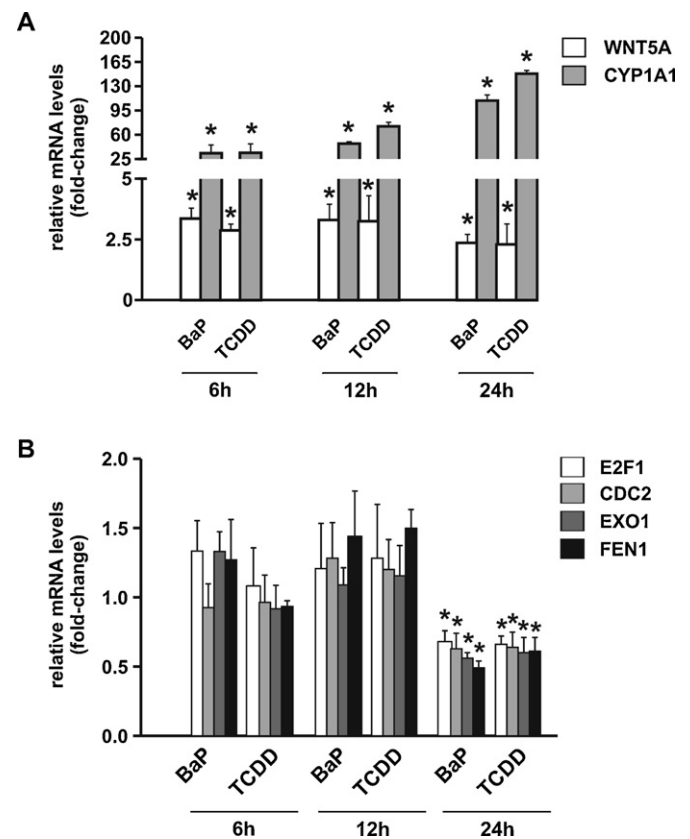 A
relative mRNA levels
(fold-change)
200
165
130
95
60
25
5
2.5
0
WNT5A
CYP1A1
* * * * * *
* * * * * *
BaP TCDD BaP TCDD BaP TCDD
6h 12h 24h
B
relative mRNA levels
(fold-change)
2.0
1.5
1.0
0.5
0.0
E2F1
CDC2
EXO1
FEN1
* * * * * * * *
BaP TCDD BaP TCDD BaP TCDD
6h 12h 24h